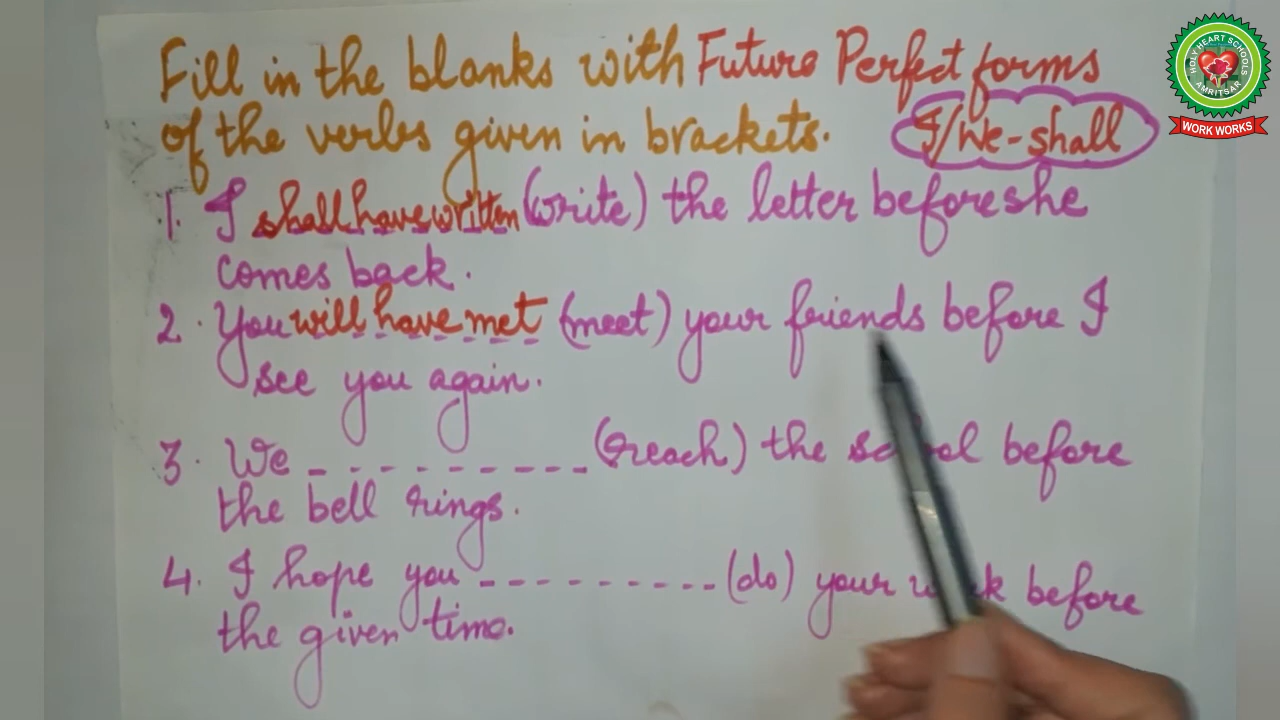 Fill in the blanks with Future Perfect forms
of the verbs given in brackets. I/We-shall
1. I shall have written (write) the letter before she
comes back.
2. You will have met (meet) your friends before I
see you again.
3. We ---------- (reach) the school before
the bell rings.
4. I hope you --------- (do) your work before
the given time.
HOLY HEART SCHOOLS
AMRITSAR
WORK WORKS